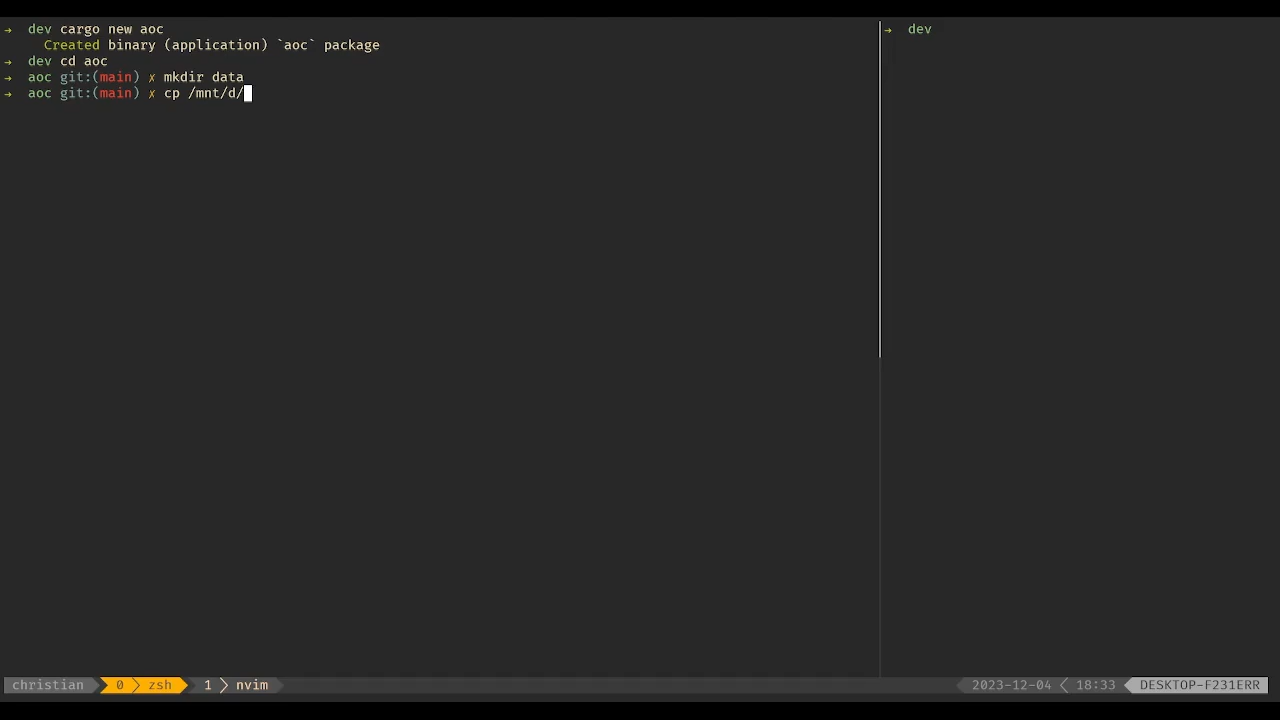 → dev cargo new aoc
Created binary (application) `aoc` package
→ dev cd aoc
→ aoc git:(main) ✗ mkdir data
→ aoc git:(main) ✗ cp /mnt/d/
→ dev
christian 0 zsh 1 nvim 2023-12-04 18:33 DESKTOP-F231ERR